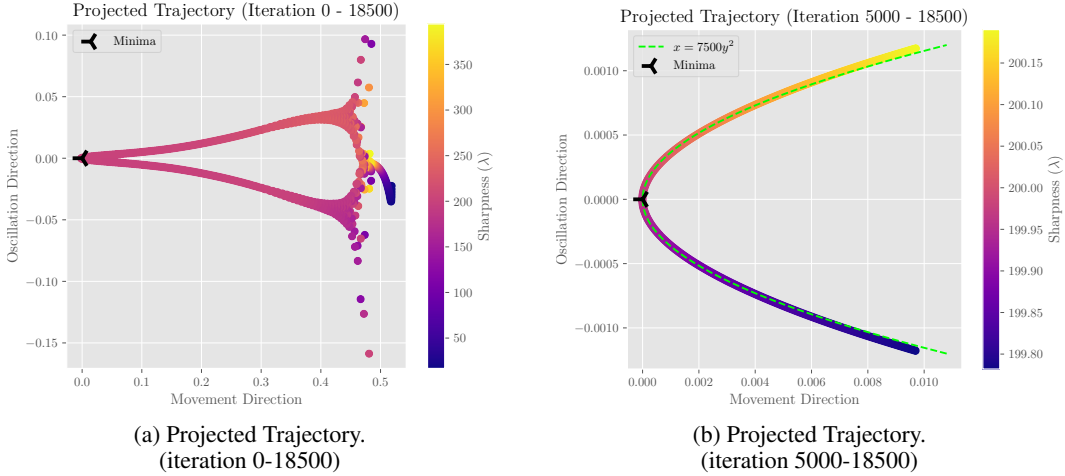 Projected Trajectory (Iteration 0 - 18500)
Minima
0.10
0.05
0.00
−0.05
−0.10
−0.15
Oscillation Direction
0.0
0.1
0.2
0.3
0.4
0.5
Movement Direction
350
300
250
200
150
100
50
Sharpness (λ)
(a) Projected Trajectory.
(iteration 0-18500)
Projected Trajectory (Iteration 5000 - 18500)
x = 7500y²
Minima
0.0010
0.0005
0.0000
−0.0005
−0.0010
Oscillation Direction
0.000
0.002
0.004
0.006
0.008
0.010
Movement Direction
200.15
200.10
200.05
200.00
199.95
199.90
199.85
199.80
Sharpness (λ)
(b) Projected Trajectory.
(iteration 5000-18500)